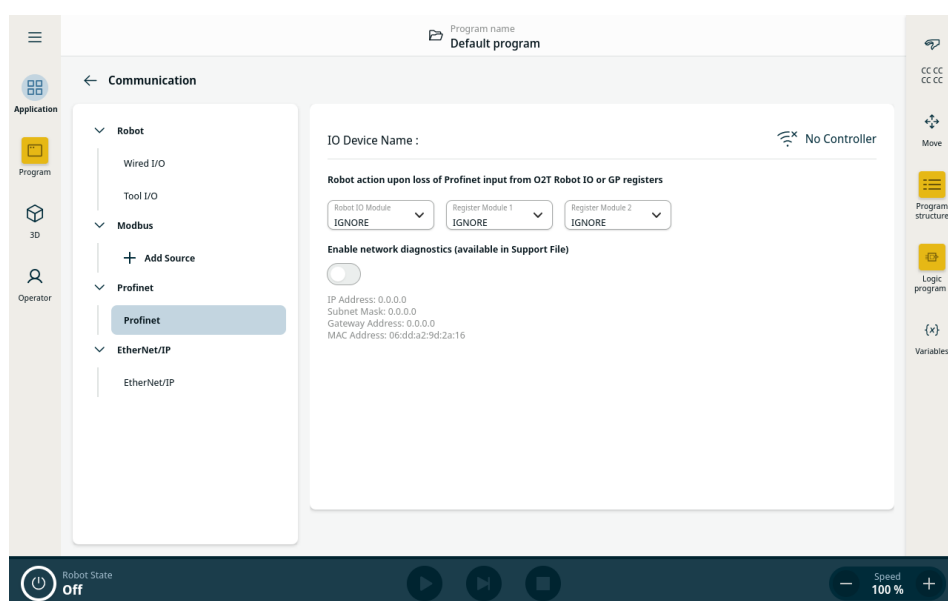 Program name
Default program
Communication
CC CC
CC CC
Application
Robot
IO Device Name :
No Controller
Move
Program
Wired I/O
Robot action upon loss of Profinet input from O2T Robot IO or GP registers
Tool I/O
Robot IO Module
IGNORE
Register Module 1
IGNORE
Register Module 2
IGNORE
Program
structure
3D
Modbus
Enable network diagnostics (available in Support File)
Add Source
Logic
program
Operator
Profinet
IP Address: 0.0.0.0
Subnet Mask: 0.0.0.0
Gateway Address: 0.0.0.0
MAC Address: 06:dd:a2:9d:2a:16
Profinet
{x}
Variables
EtherNet/IP
EtherNet/IP
Robot State
Off
Speed
100 %